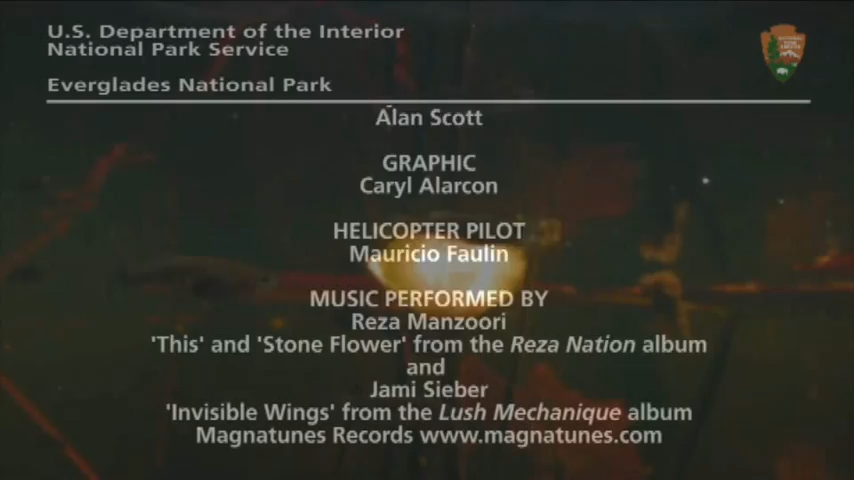 U.S. Department of the Interior
National Park Service
Everglades National Park
Alan Scott
GRAPHIC
Caryl Alarcon
HELICOPTER PILOT
Mauricio Faulin
MUSIC PERFORMED BY
Reza Manzoori
'This' and 'Stone Flower' from the Reza Nation album
and
Jami Sieber
'Invisible Wings' from the Lush Mechanique album
Magnatunes Records www.magnatunes.com